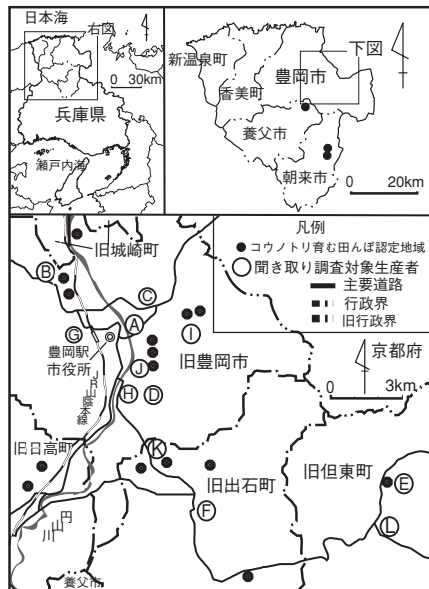 日本海
右図
0 30km
兵庫県
瀬戸内海
新温泉町
香美町
豊岡市
養父市
朝来市
下図
0 20km
凡例
コウノトリ育む田んぼ認定地域
聞き取り調査対象生産者
主要道路
行政界
旧行政界
京都府
0 3km
旧城崎町
B
C
A
G
I
豊岡駅
市役所
旧豊岡市
J
H
D
JR山陰本線
旧日高町
K
旧出石町
旧但東町
E
F
L
円山川
養父市